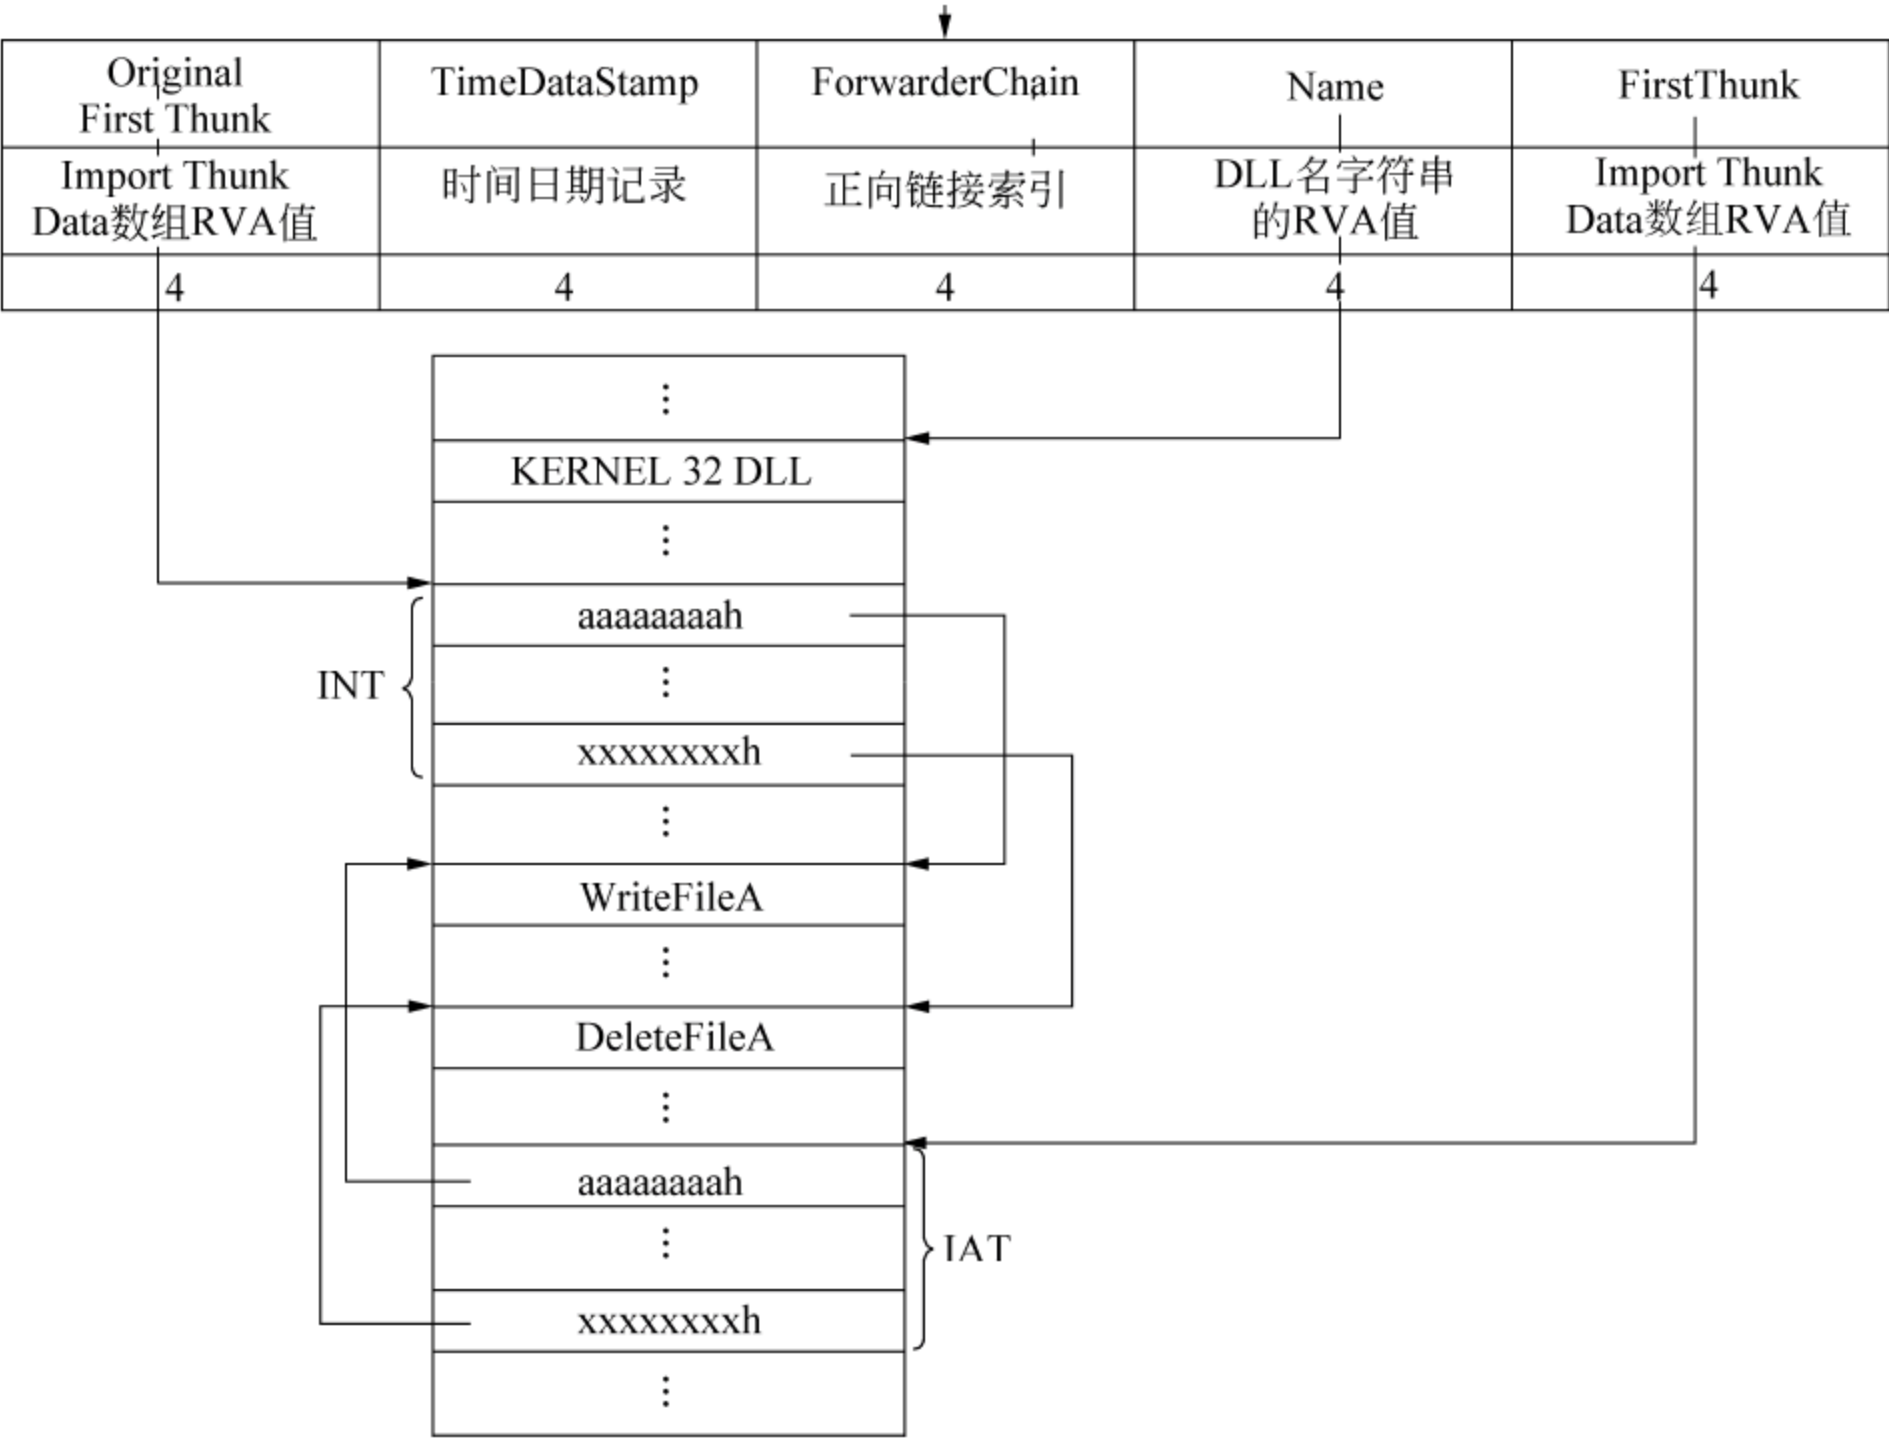 Original
First Thunk
TimeDataStamp
ForwarderChain
Name
FirstThunk
Import Thunk
Data数组RVA值
时间日期记录
正向链接索引
DLL名字符串
的RVA值
Import Thunk
Data数组RVA值
4
4
4
4
4
⋮
KERNEL 32 DLL
⋮
aaaaaaaah
⋮
INT
xxxxxxxxh
⋮
WriteFileA
⋮
DeleteFileA
⋮
aaaaaaaah
⋮
IAT
xxxxxxxxh
⋮